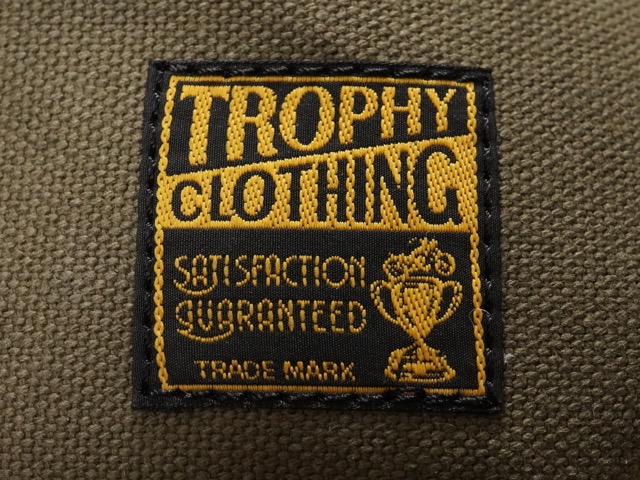 TROPHY
CLOTHING
SATISFACTION
GUARANTEED
TRADE MARK